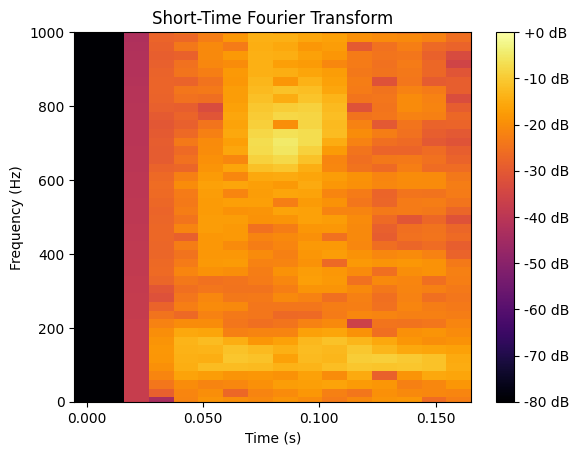 Short-Time Fourier Transform
1000
800
600
400
200
0
Frequency (Hz)
0.000
0.050
0.100
0.150
Time (s)
+0 dB
-10 dB
-20 dB
-30 dB
-40 dB
-50 dB
-60 dB
-70 dB
-80 dB